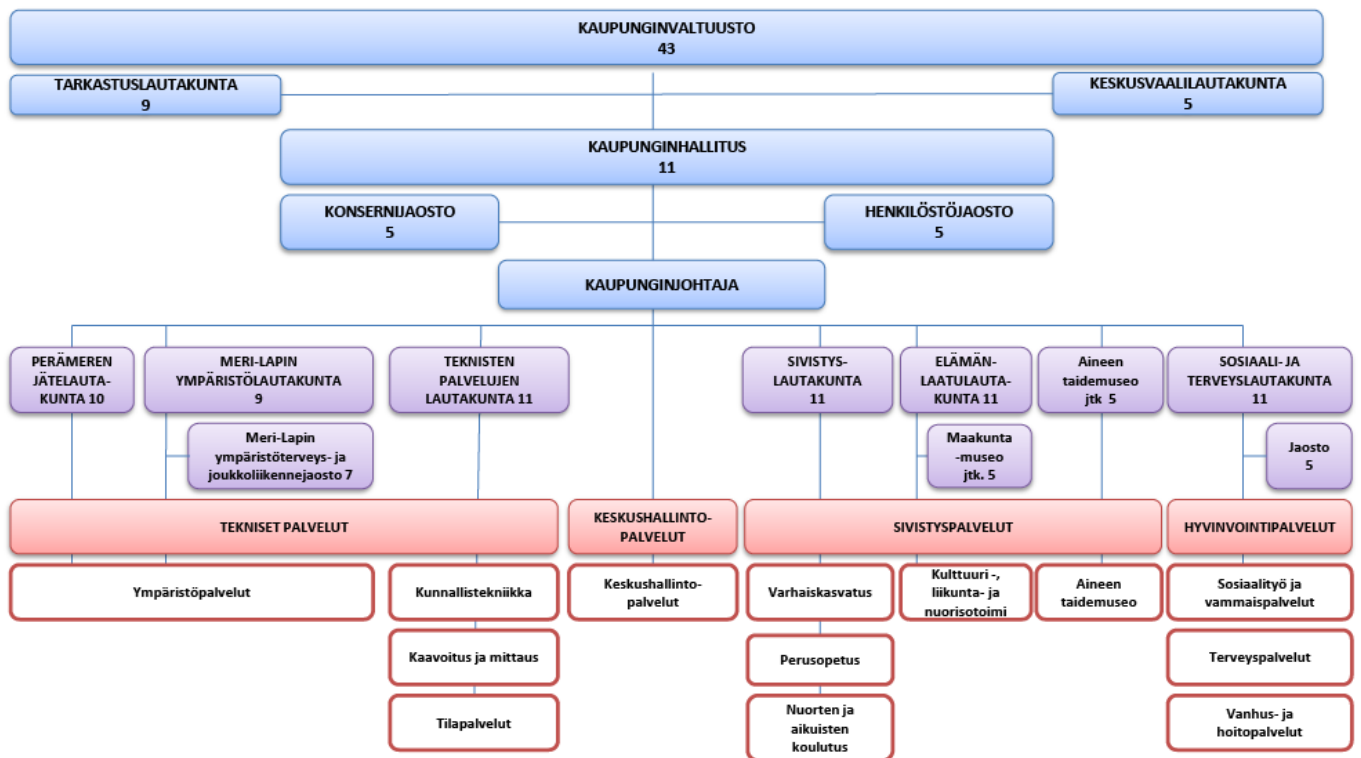 KAUPUNGINVALTUUSTO
43
TARKASTUSLAUTAKUNTA
9
KESKUSVAALILAUTAKUNTA
5
KAUPUNGINHALLITUS
11
KONSERNIJAOSTO
5
HENKILÖSTÖJAOSTO
5
KAUPUNGINJOHTAJA
PERÄMEREN
JÄTELAUTA-
KUNTA 10
MERI-LAPIN
YMPÄRISTÖLAUTAKUNTA
9
TEKNISTEN
PALVELUJEN
LAUTAKUNTA 11
SIVISTYS-
LAUTAKUNTA
11
ELÄMÄN-
LAATULAUTA-
KUNTA 11
Aineen
taidemuseo
jtk 5
SOSIAALI- JA
TERVEYSLAUTAKUNTA
11
Meri-Lapin
ympäristöterveys- ja
joukkoliikennejaosto 7
Maakunta
-museo
jtk. 5
Jaosto
5
TEKNISET PALVELUT
KESKUSHALLINTO-
PALVELUT
SIVISTYSPALVELUT
HYVINVOINTIPALVELUT
Ympäristöpalvelut
Kunnallistekniikka
Keskushallinto-
palvelut
Varhaiskasvatus
Kulttuuri -,
liikunta- ja
nuorisotoimi
Aineen
taidemuseo
Sosiaalityö ja
vammaispalvelut
Kaavoitus ja mittaus
Perusopetus
Terveyspalvelut
Tilapalvelut
Nuorten ja
aikuisten
koulutus
Vanhus- ja
hoitopalvelut